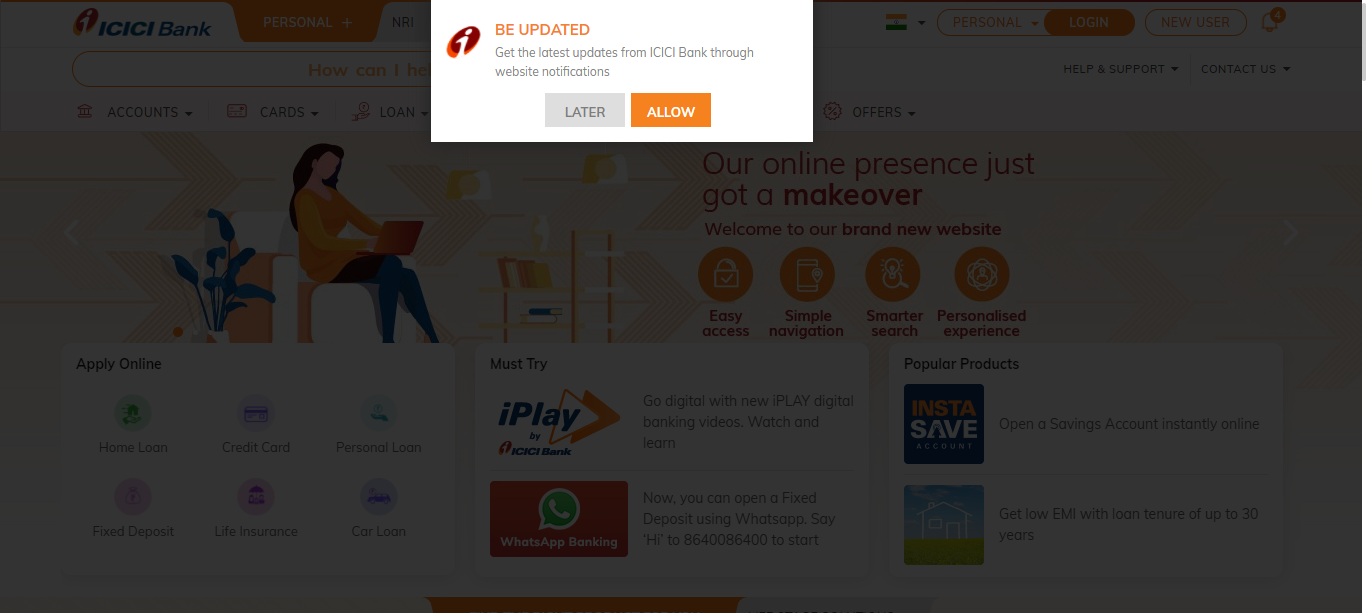 ICICI Bank
PERSONAL +
NRI
BE UPDATED
Get the latest updates from ICICI Bank through
website notifications
LATER
ALLOW
PERSONAL
LOGIN
NEW USER
4
How can I hel
HELP & SUPPORT
CONTACT US
ACCOUNTS
CARDS
LOAN
OFFERS
Our online presence just
got a makeover
Welcome to our brand new website
Easy
access
Simple
navigation
Smarter
search
Personalised
experience
Apply Online
Home Loan
Credit Card
Personal Loan
Fixed Deposit
Life Insurance
Car Loan
Must Try
iPlay
by
ICICI Bank
Go digital with new iPLAY digital
banking videos. Watch and
learn
WhatsApp Banking
Now, you can open a Fixed
Deposit using Whatsapp. Say
'Hi' to 8640086400 to start
Popular Products
INSTA
SAVE
ACCOUNT
Open a Savings Account instantly online
Get low EMI with loan tenure of up to 30
years